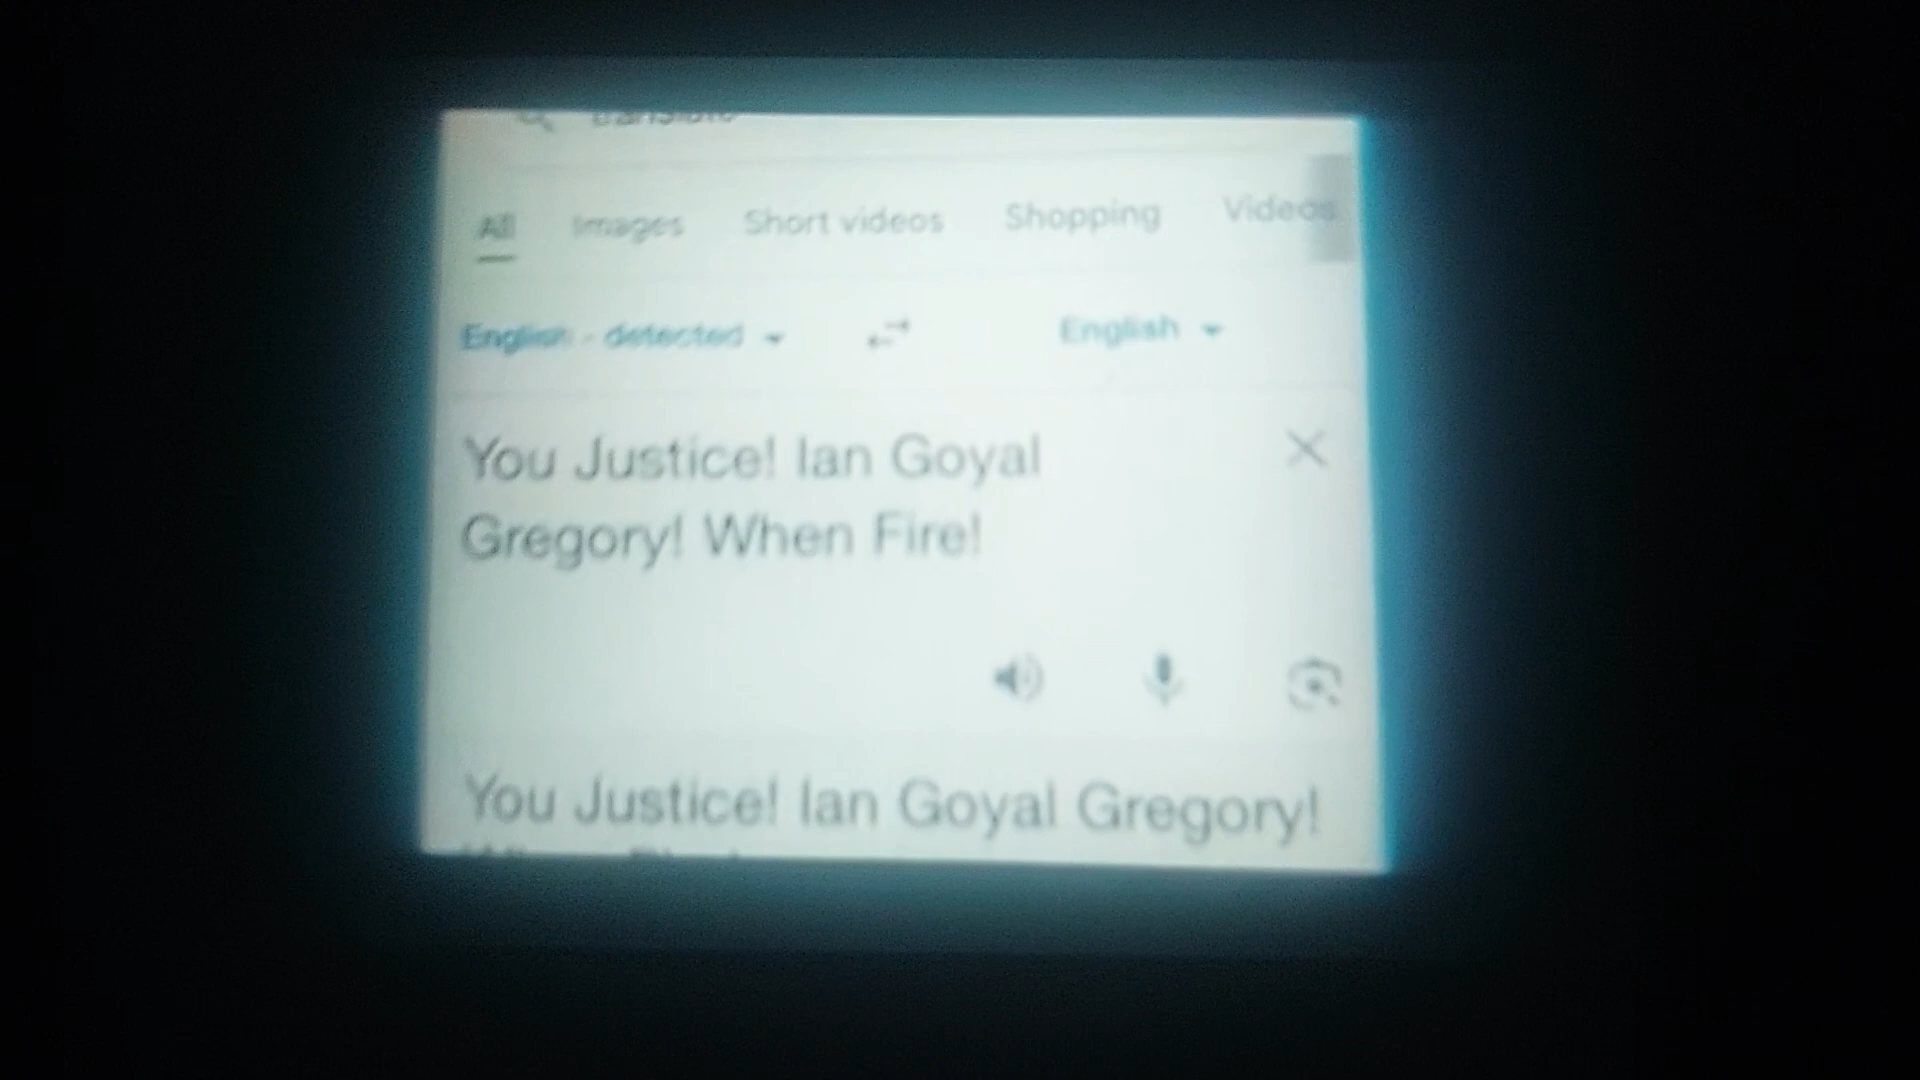 translate
All Images Short videos Shopping Videos
English - detected English
You Justice! Ian Goyal
Gregory! When Fire!
You Justice! Ian Goyal Gregory!